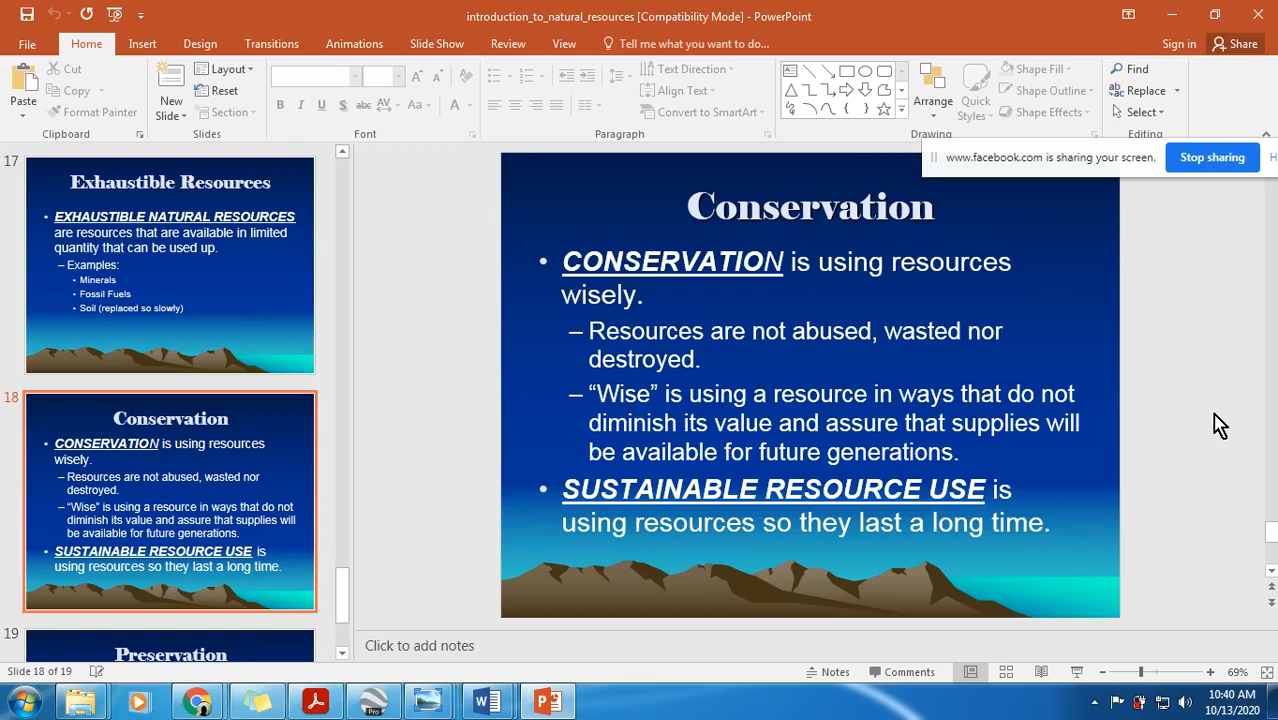 introduction_to_natural_resources [Compatibility Mode] - PowerPoint
File Home Insert Design Transitions Animations Slide Show Review View Tell me what you want to do... Sign in Share
Paste
Cut
Copy
Format Painter
Clipboard
New Slide
Layout
Reset
Section
Slides
B I U S abc AV Aa A
Font
Text Direction
Align Text
Convert to SmartArt
Paragraph
Arrange
Quick Styles
Shape Fill
Shape Outline
Shape Effects
Drawing
Find
Replace
Select
Editing
www.facebook.com is sharing your screen. Stop sharing H
17
Exhaustible Resources
• EXHAUSTIBLE NATURAL RESOURCES
are resources that are available in limited
quantity that can be used up.
– Examples:
• Minerals
• Fossil Fuels
• Soil (replaced so slowly)
18
Conservation
• CONSERVATION is using resources
wisely.
– Resources are not abused, wasted nor
destroyed.
– “Wise” is using a resource in ways that do not
diminish its value and assure that supplies will
be available for future generations.
• SUSTAINABLE RESOURCE USE is
using resources so they last a long time.
19
Preservation
Conservation
• CONSERVATION is using resources
wisely.
– Resources are not abused, wasted nor
destroyed.
– “Wise” is using a resource in ways that do not
diminish its value and assure that supplies will
be available for future generations.
• SUSTAINABLE RESOURCE USE is
using resources so they last a long time.
Click to add notes
Slide 18 of 19 Notes Comments 69%
Pro
10:40 AM
10/13/2020